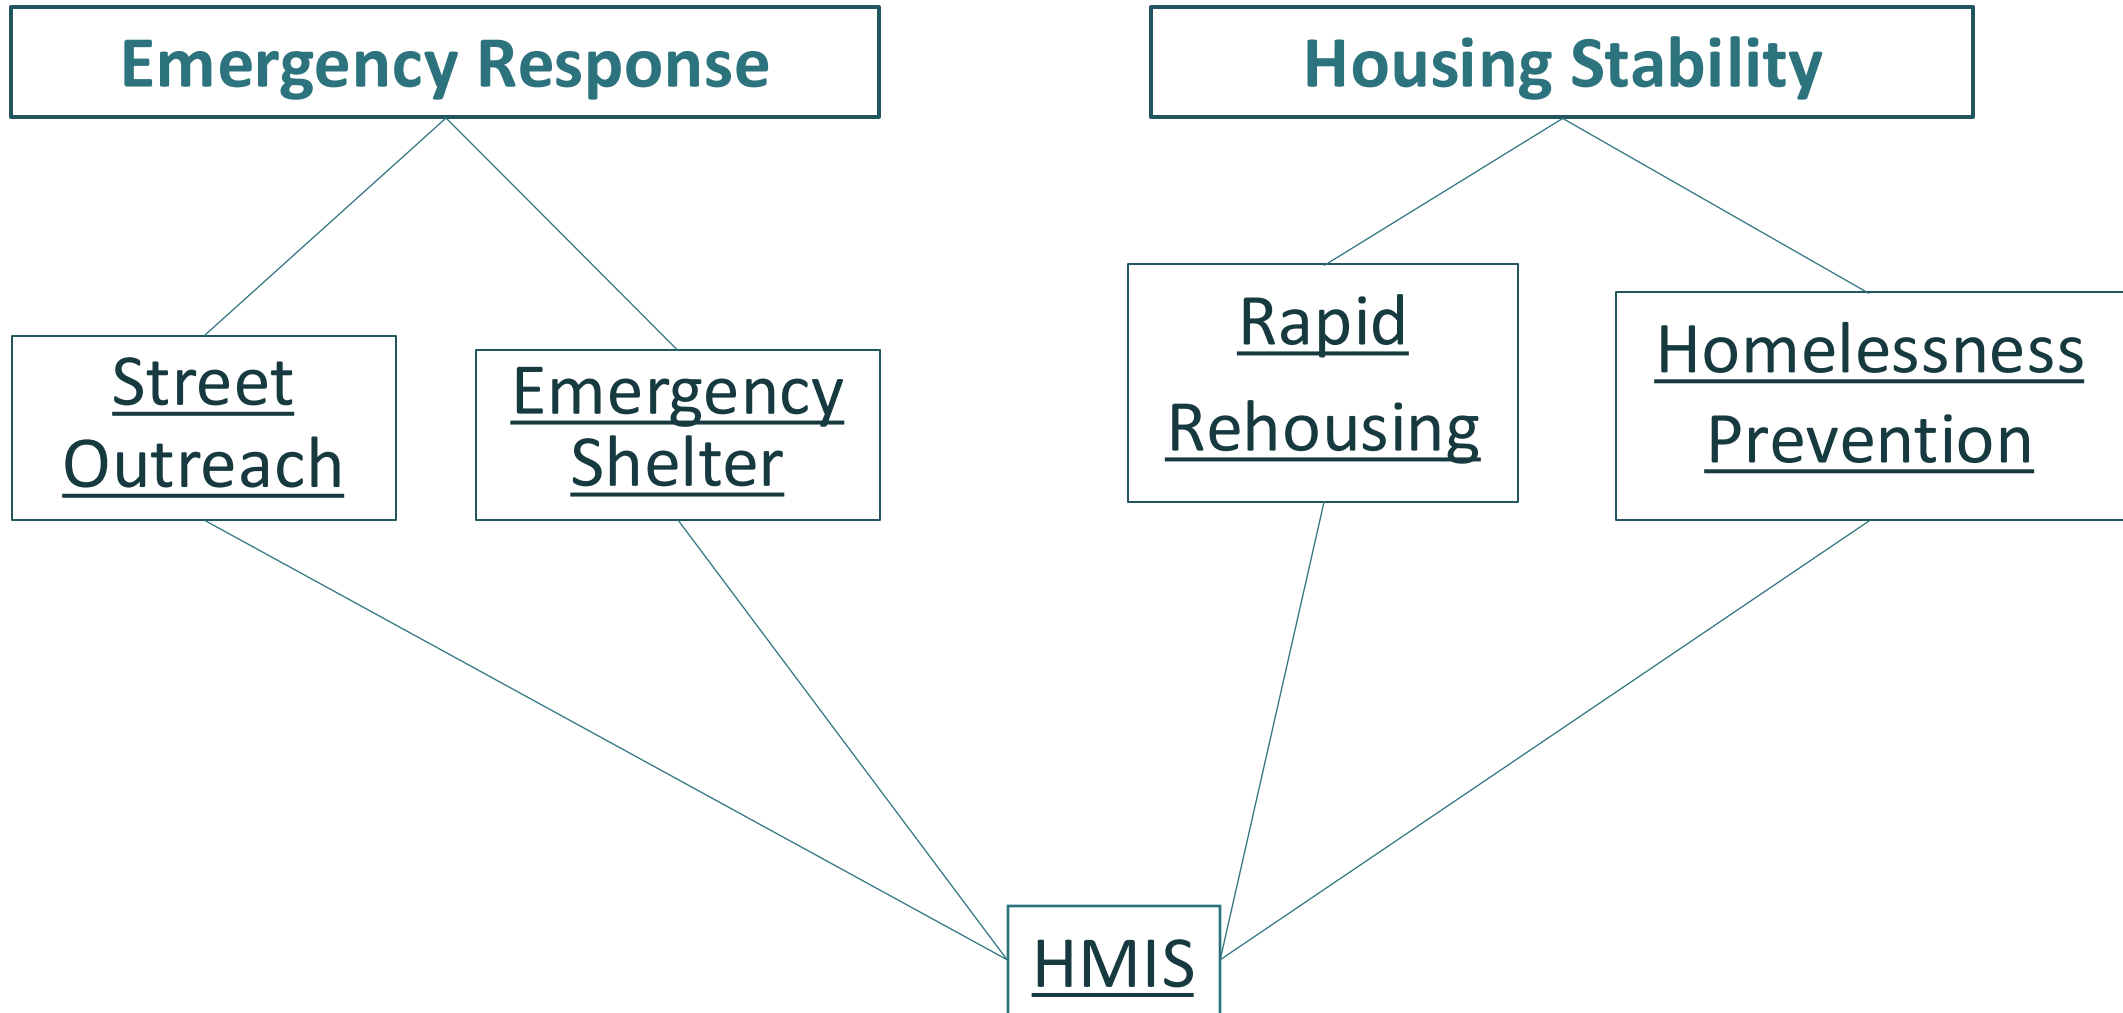 Emergency Response
Housing Stability
Street
Outreach
Emergency
Shelter
Rapid
Rehousing
Homelessness
Prevention
HMIS